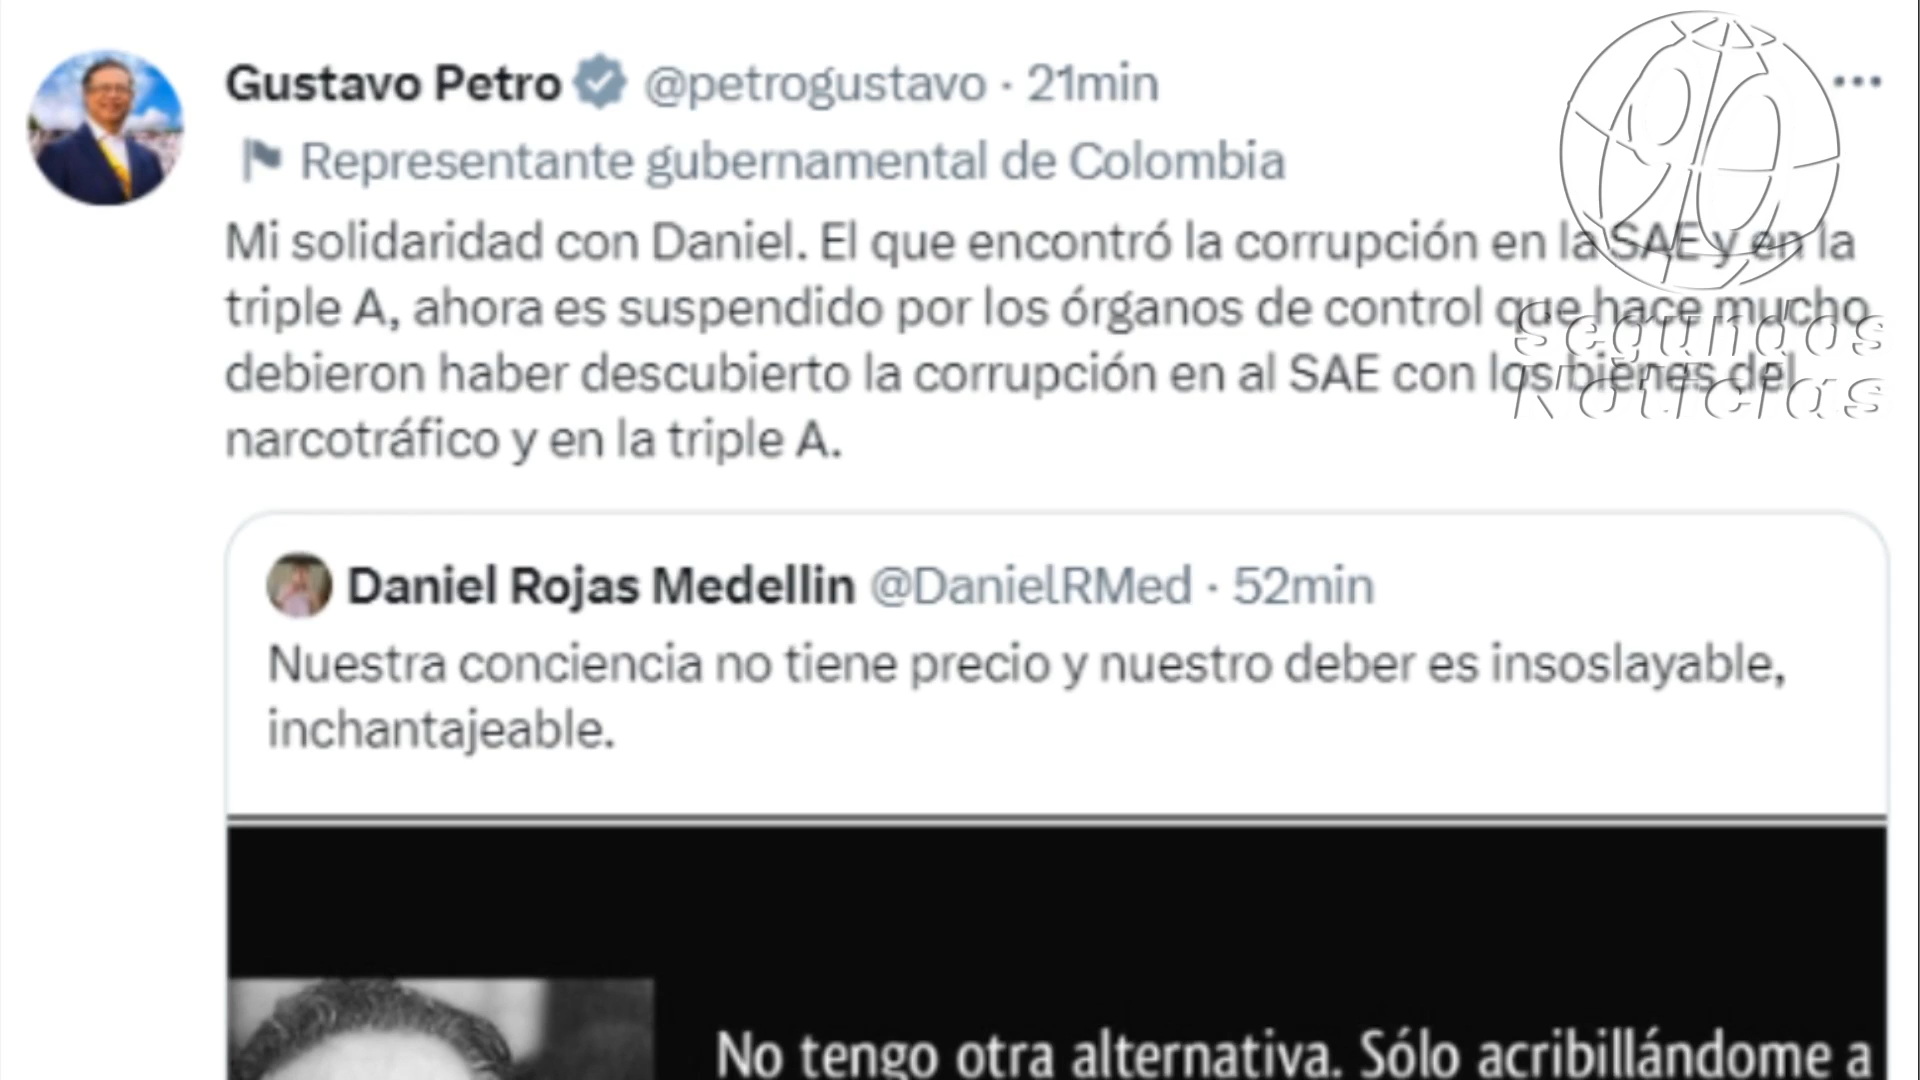 Gustavo Petro @petrogustavo · 21min
Representante gubernamental de Colombia
Mi solidaridad con Daniel. El que encontró la corrupción en la SAE y en la
triple A, ahora es suspendido por los órganos de control que hace mucho
debieron haber descubierto la corrupción en al SAE con los bienes del
narcotráfico y en la triple A.
90
Segundos
Noticias
Daniel Rojas Medellin @DanielRMed · 52min
Nuestra conciencia no tiene precio y nuestro deber es insoslayable,
inchantajeable.
No tengo otra alternativa. Sólo acribillándome a